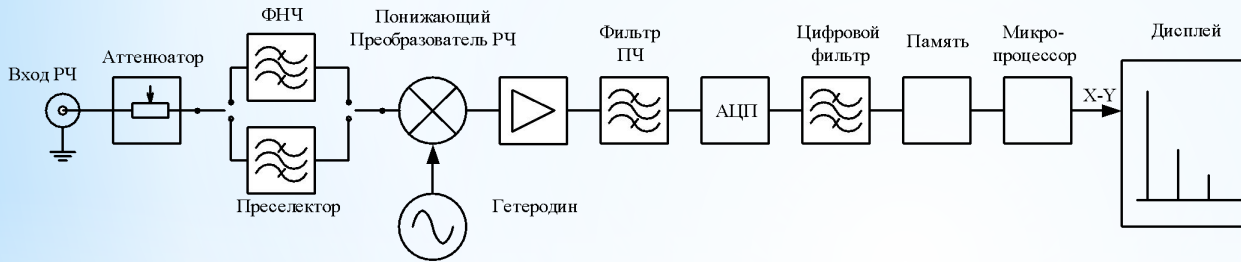 Вход РЧ
Аттенюатор
ФНЧ
Преселектор
Понижающий
Преобразователь РЧ
Гетеродин
Фильтр
ПЧ
АЦП
Цифровой
фильтр
Память
Микро-
процессор
X-Y
Дисплей